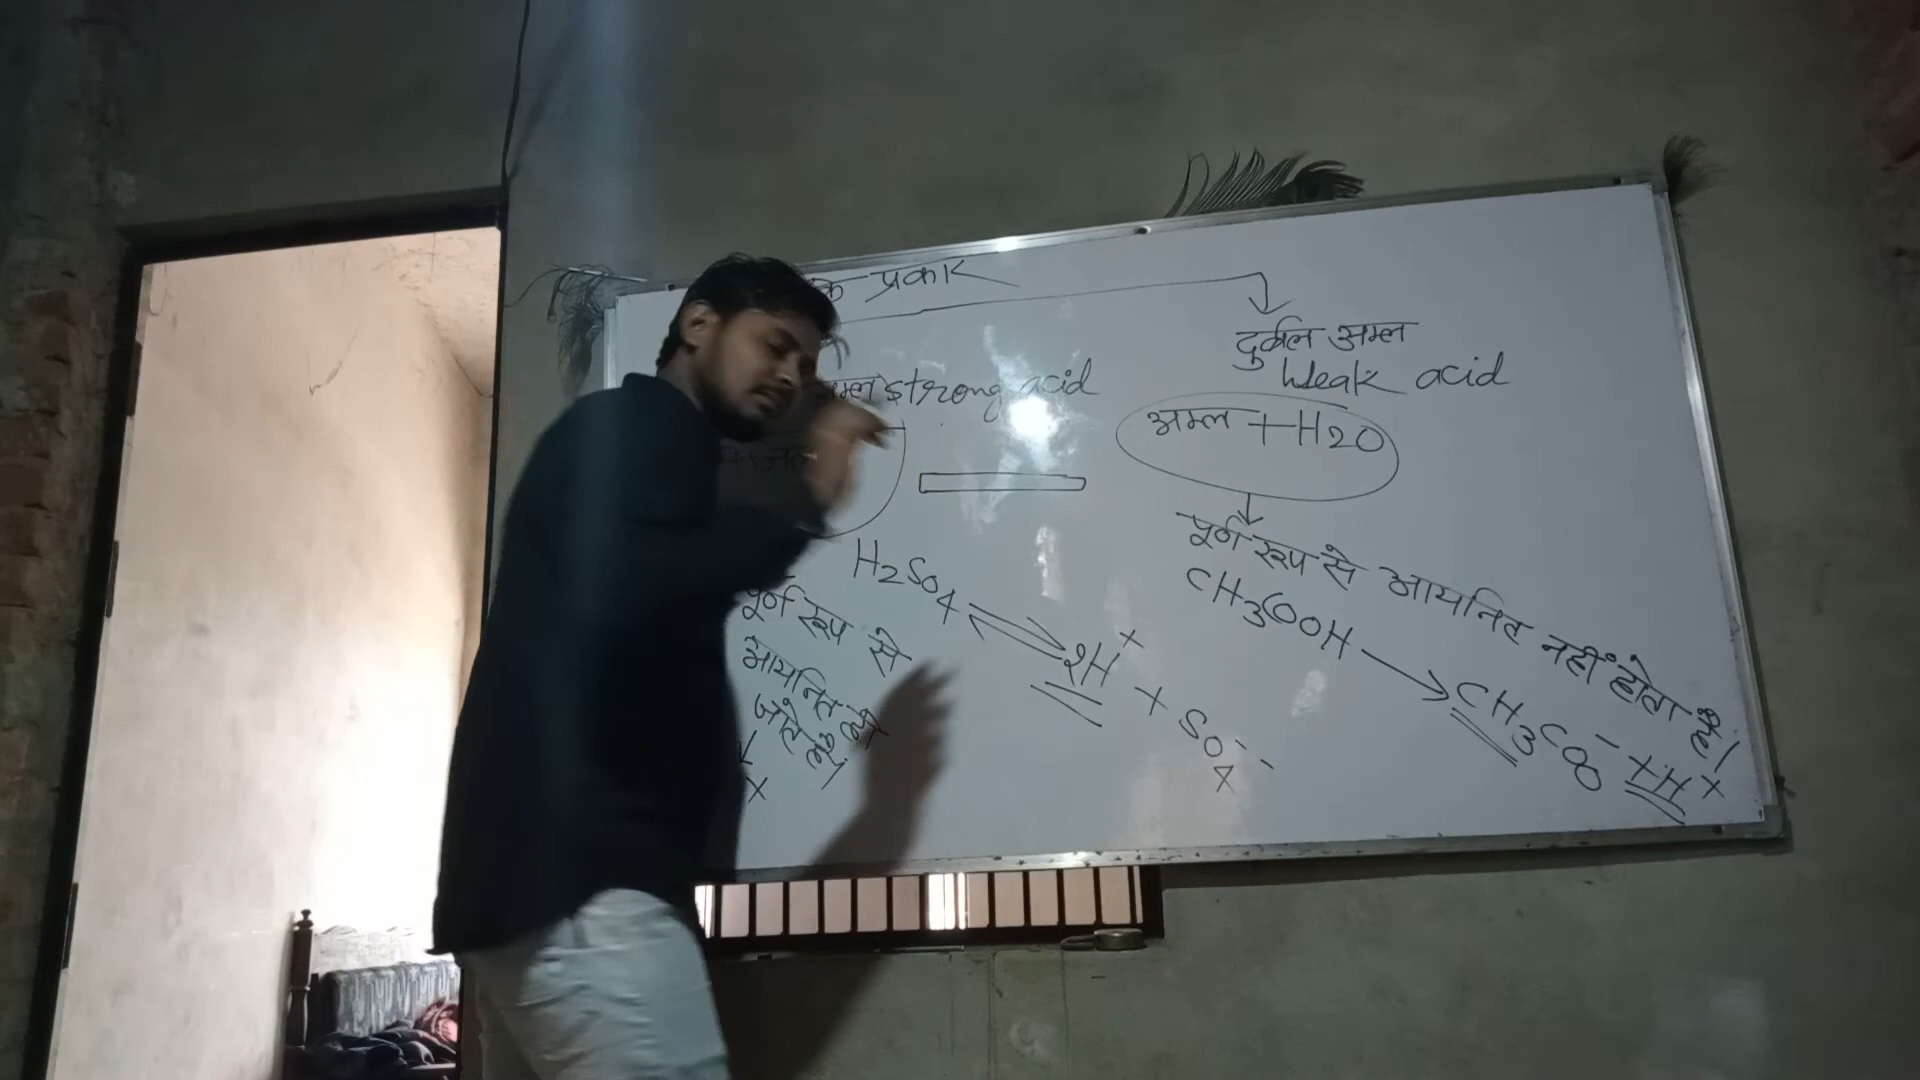 के प्रकार
दुर्बल अम्ल
strong acid
Weak acid
अम्ल + H2O
H2SO4 ⇌ 2H+ + SO4--
पूर्ण रूप से
आयनित
जाते
हैं।
पूर्ण रूप से आयनित नहीं होता है।
CH3COOH → CH3COO- + H+